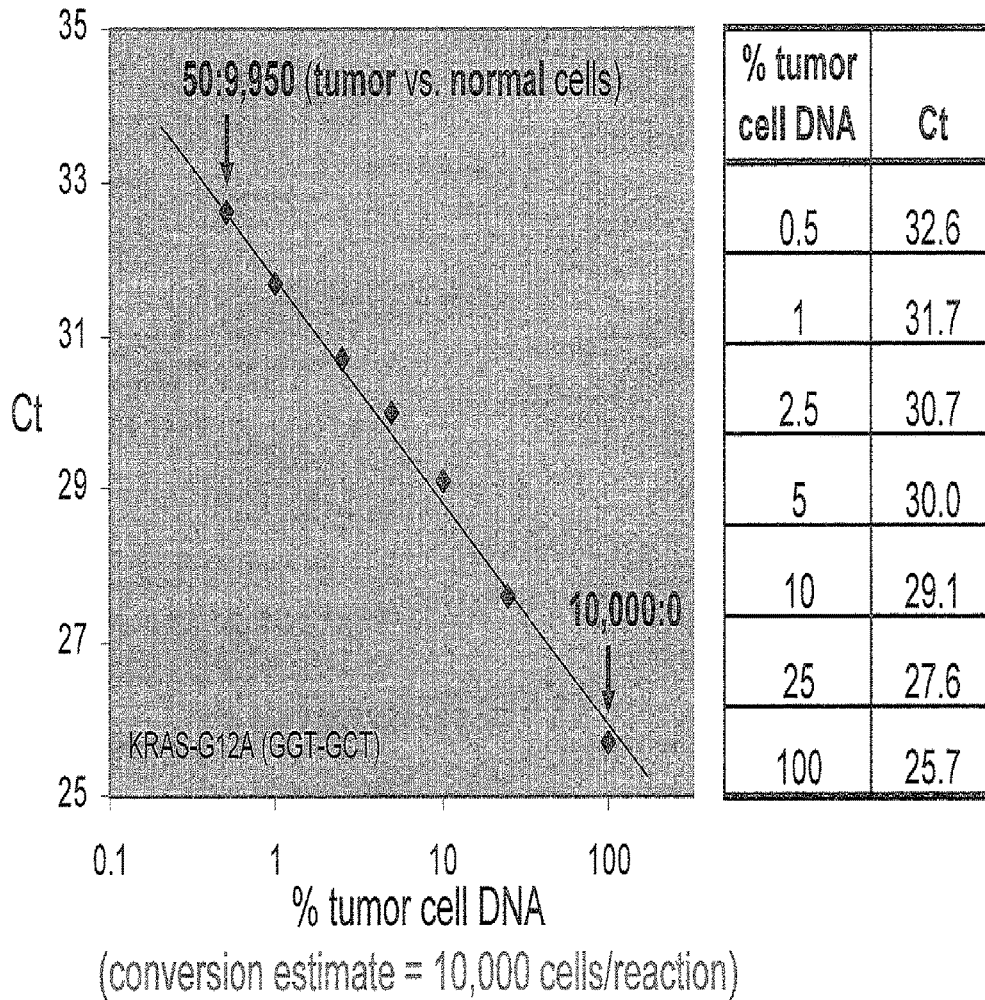 35
33
31
29
27
25
Ct
50:9,950 (tumor vs. normal cells)
10,000:0
KRAS-G12A (GGT-GCT)
0.1 1 10 100
% tumor cell DNA
(conversion estimate = 10,000 cells/reaction)
% tumor
cell DNA Ct
0.5 32.6
1 31.7
2.5 30.7
5 30.0
10 29.1
25 27.6
100 25.7